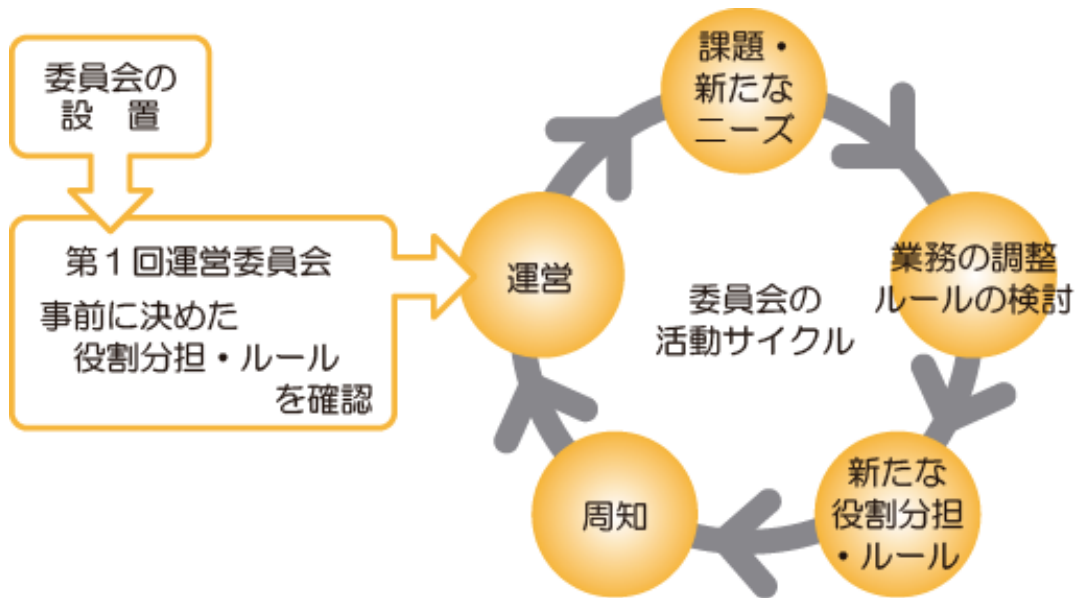 委員会の
設　置
第１回運営委員会
事前に決めた
役割分担・ルール
を確認
運営
課題・
新たな
ニーズ
業務の調整
ルールの検討
新たな
役割分担
・ルール
周知
委員会の
活動サイクル